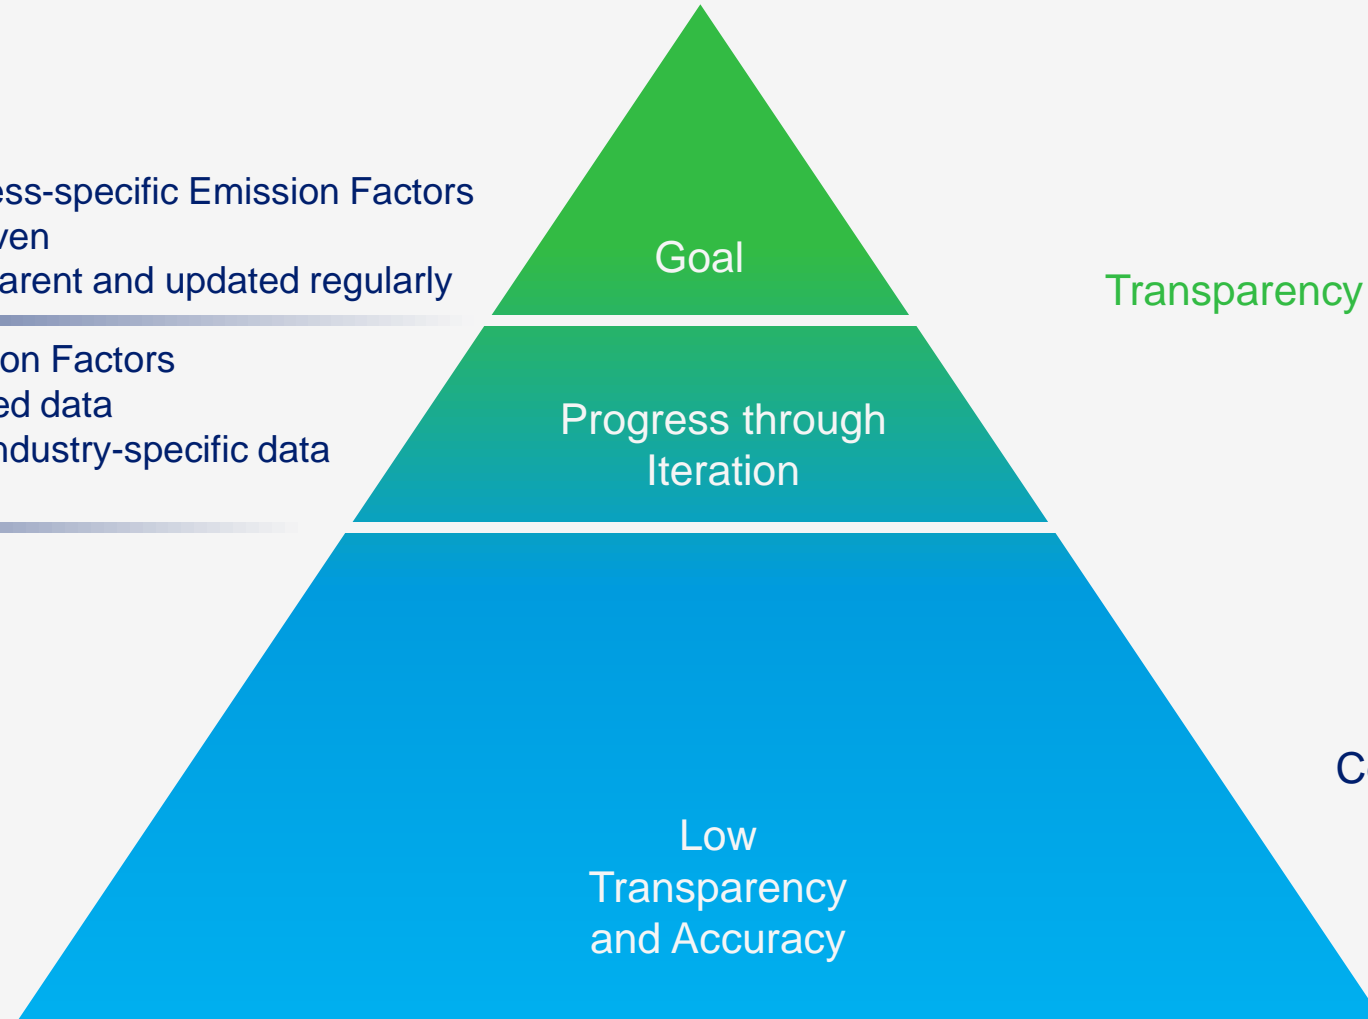 ess-specific Emission Factors
ven
arent and updated regularly
Goal
Transparency
on Factors
ed data
ndustry-specific data
Progress through
Iteration
Low
Transparency
and Accuracy